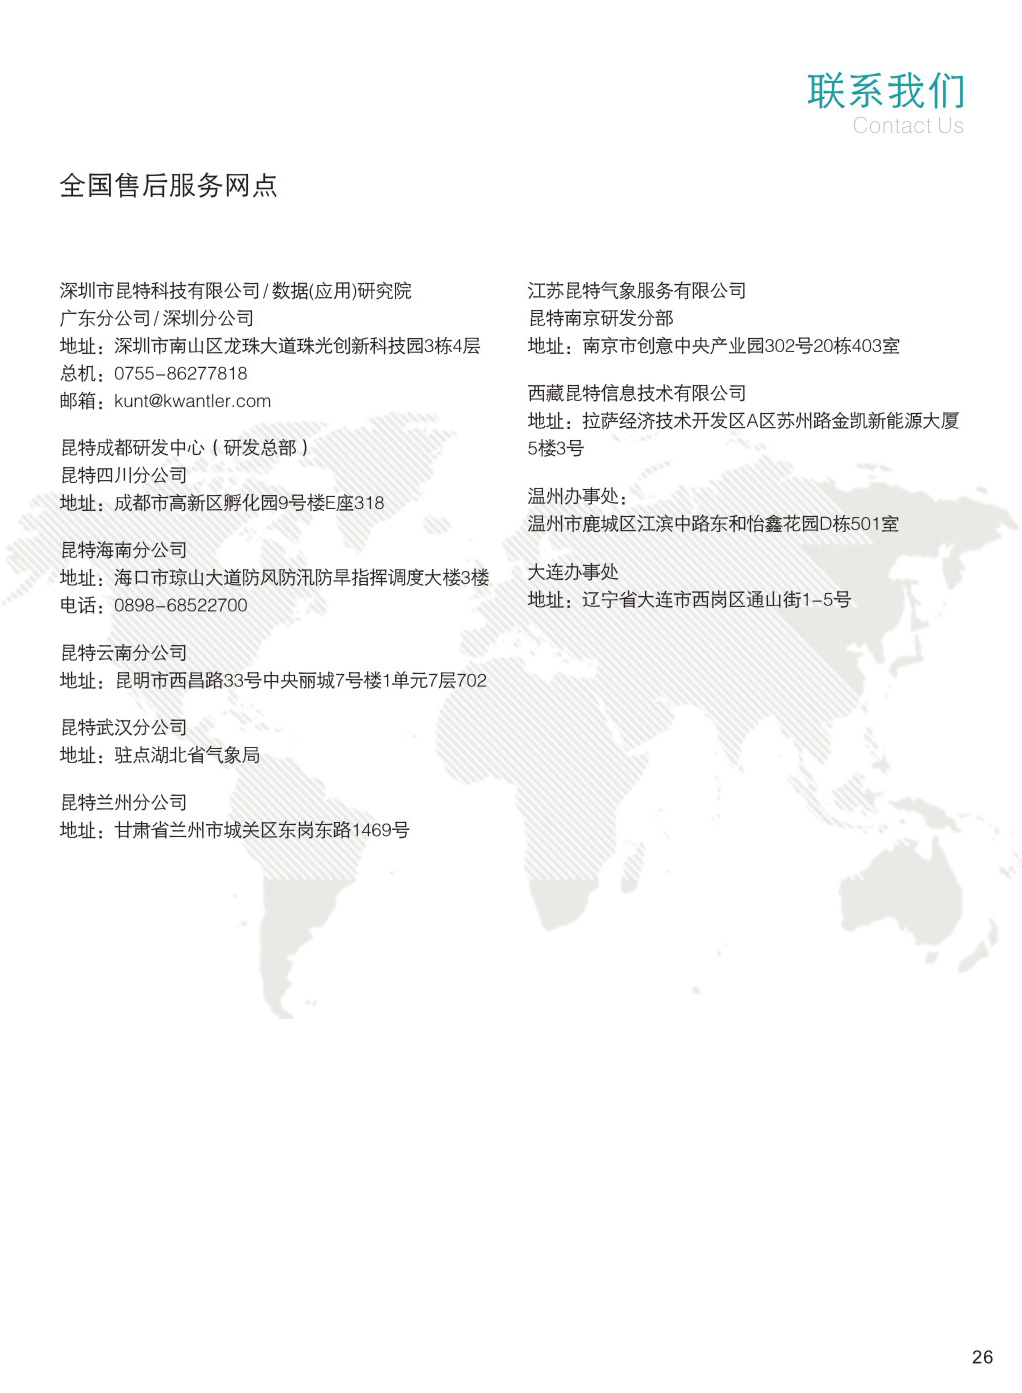 联系我们
Contact Us
全国售后服务网点
深圳市昆特科技有限公司/数据(应用)研究院
广东分公司/深圳分公司
地址：深圳市南山区龙珠大道珠光创新科技园3栋4层
总机：0755-86277818
邮箱：kunt@kwantler.com
昆特成都研发中心（研发总部）
昆特四川分公司
地址：成都市高新区孵化园9号楼E座318
昆特海南分公司
地址：海口市琼山大道防风防汛防旱指挥调度大楼3楼
电话：0898-68522700
昆特云南分公司
地址：昆明市西昌路33号中央丽城7号楼1单元7层702
昆特武汉分公司
地址：驻点湖北省气象局
昆特兰州分公司
地址：甘肃省兰州市城关区东岗东路1469号
江苏昆特气象服务有限公司
昆特南京研发分部
地址：南京市创意中央产业园302号20栋403室
西藏昆特信息技术有限公司
地址：拉萨经济技术开发区A区苏州路金凯新能源大厦
5楼3号
温州办事处：
温州市鹿城区江滨中路东和怡鑫花园D栋501室
大连办事处
地址：辽宁省大连市西岗区通山街1-5号
26